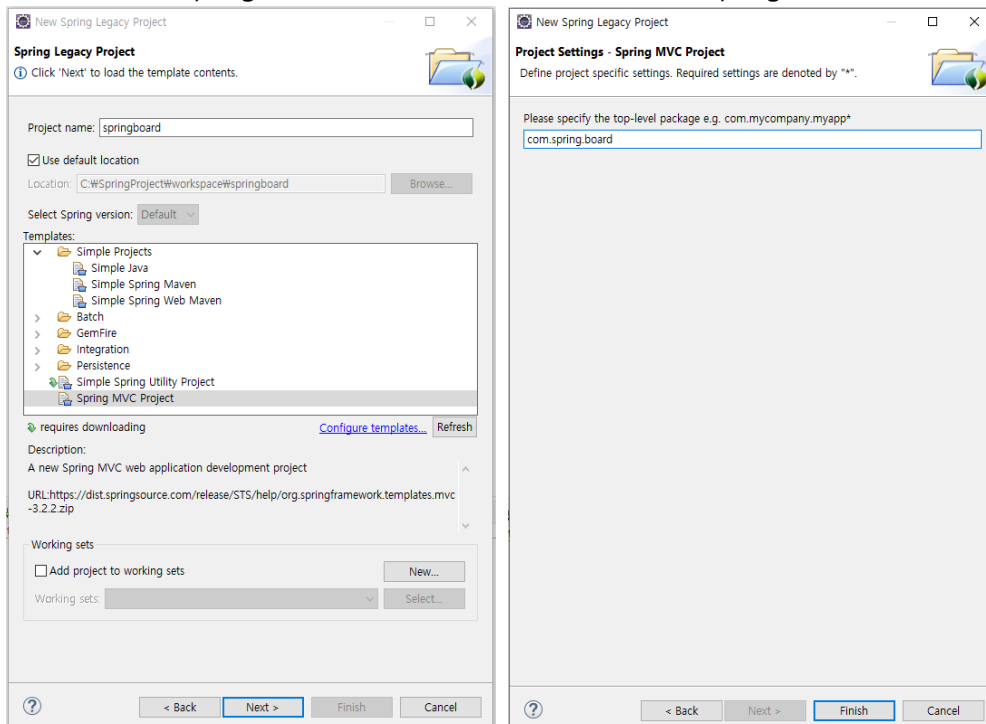 New Spring Legacy Project
Spring Legacy Project
Click 'Next' to load the template contents.
Project name: springboard
Use default location
Location: C:₩SpringProject₩workspace₩springboard Browse...
Select Spring version: Default
Templates:
Simple Projects
Simple Java
Simple Spring Maven
Simple Spring Web Maven
Batch
GemFire
Integration
Persistence
Simple Spring Utility Project
Spring MVC Project
requires downloading Configure templates... Refresh
Description:
A new Spring MVC web application development project
URL:https://dist.springsource.com/release/STS/help/org.springframework.templates.mvc
-3.2.2.zip
Working sets
Add project to working sets New...
Working sets: Select...
? < Back Next > Finish Cancel
New Spring Legacy Project
Project Settings - Spring MVC Project
Define project specific settings. Required settings are denoted by "*".
Please specify the top-level package e.g. com.mycompany.myapp*
com.spring.board
? < Back Next > Finish Cancel